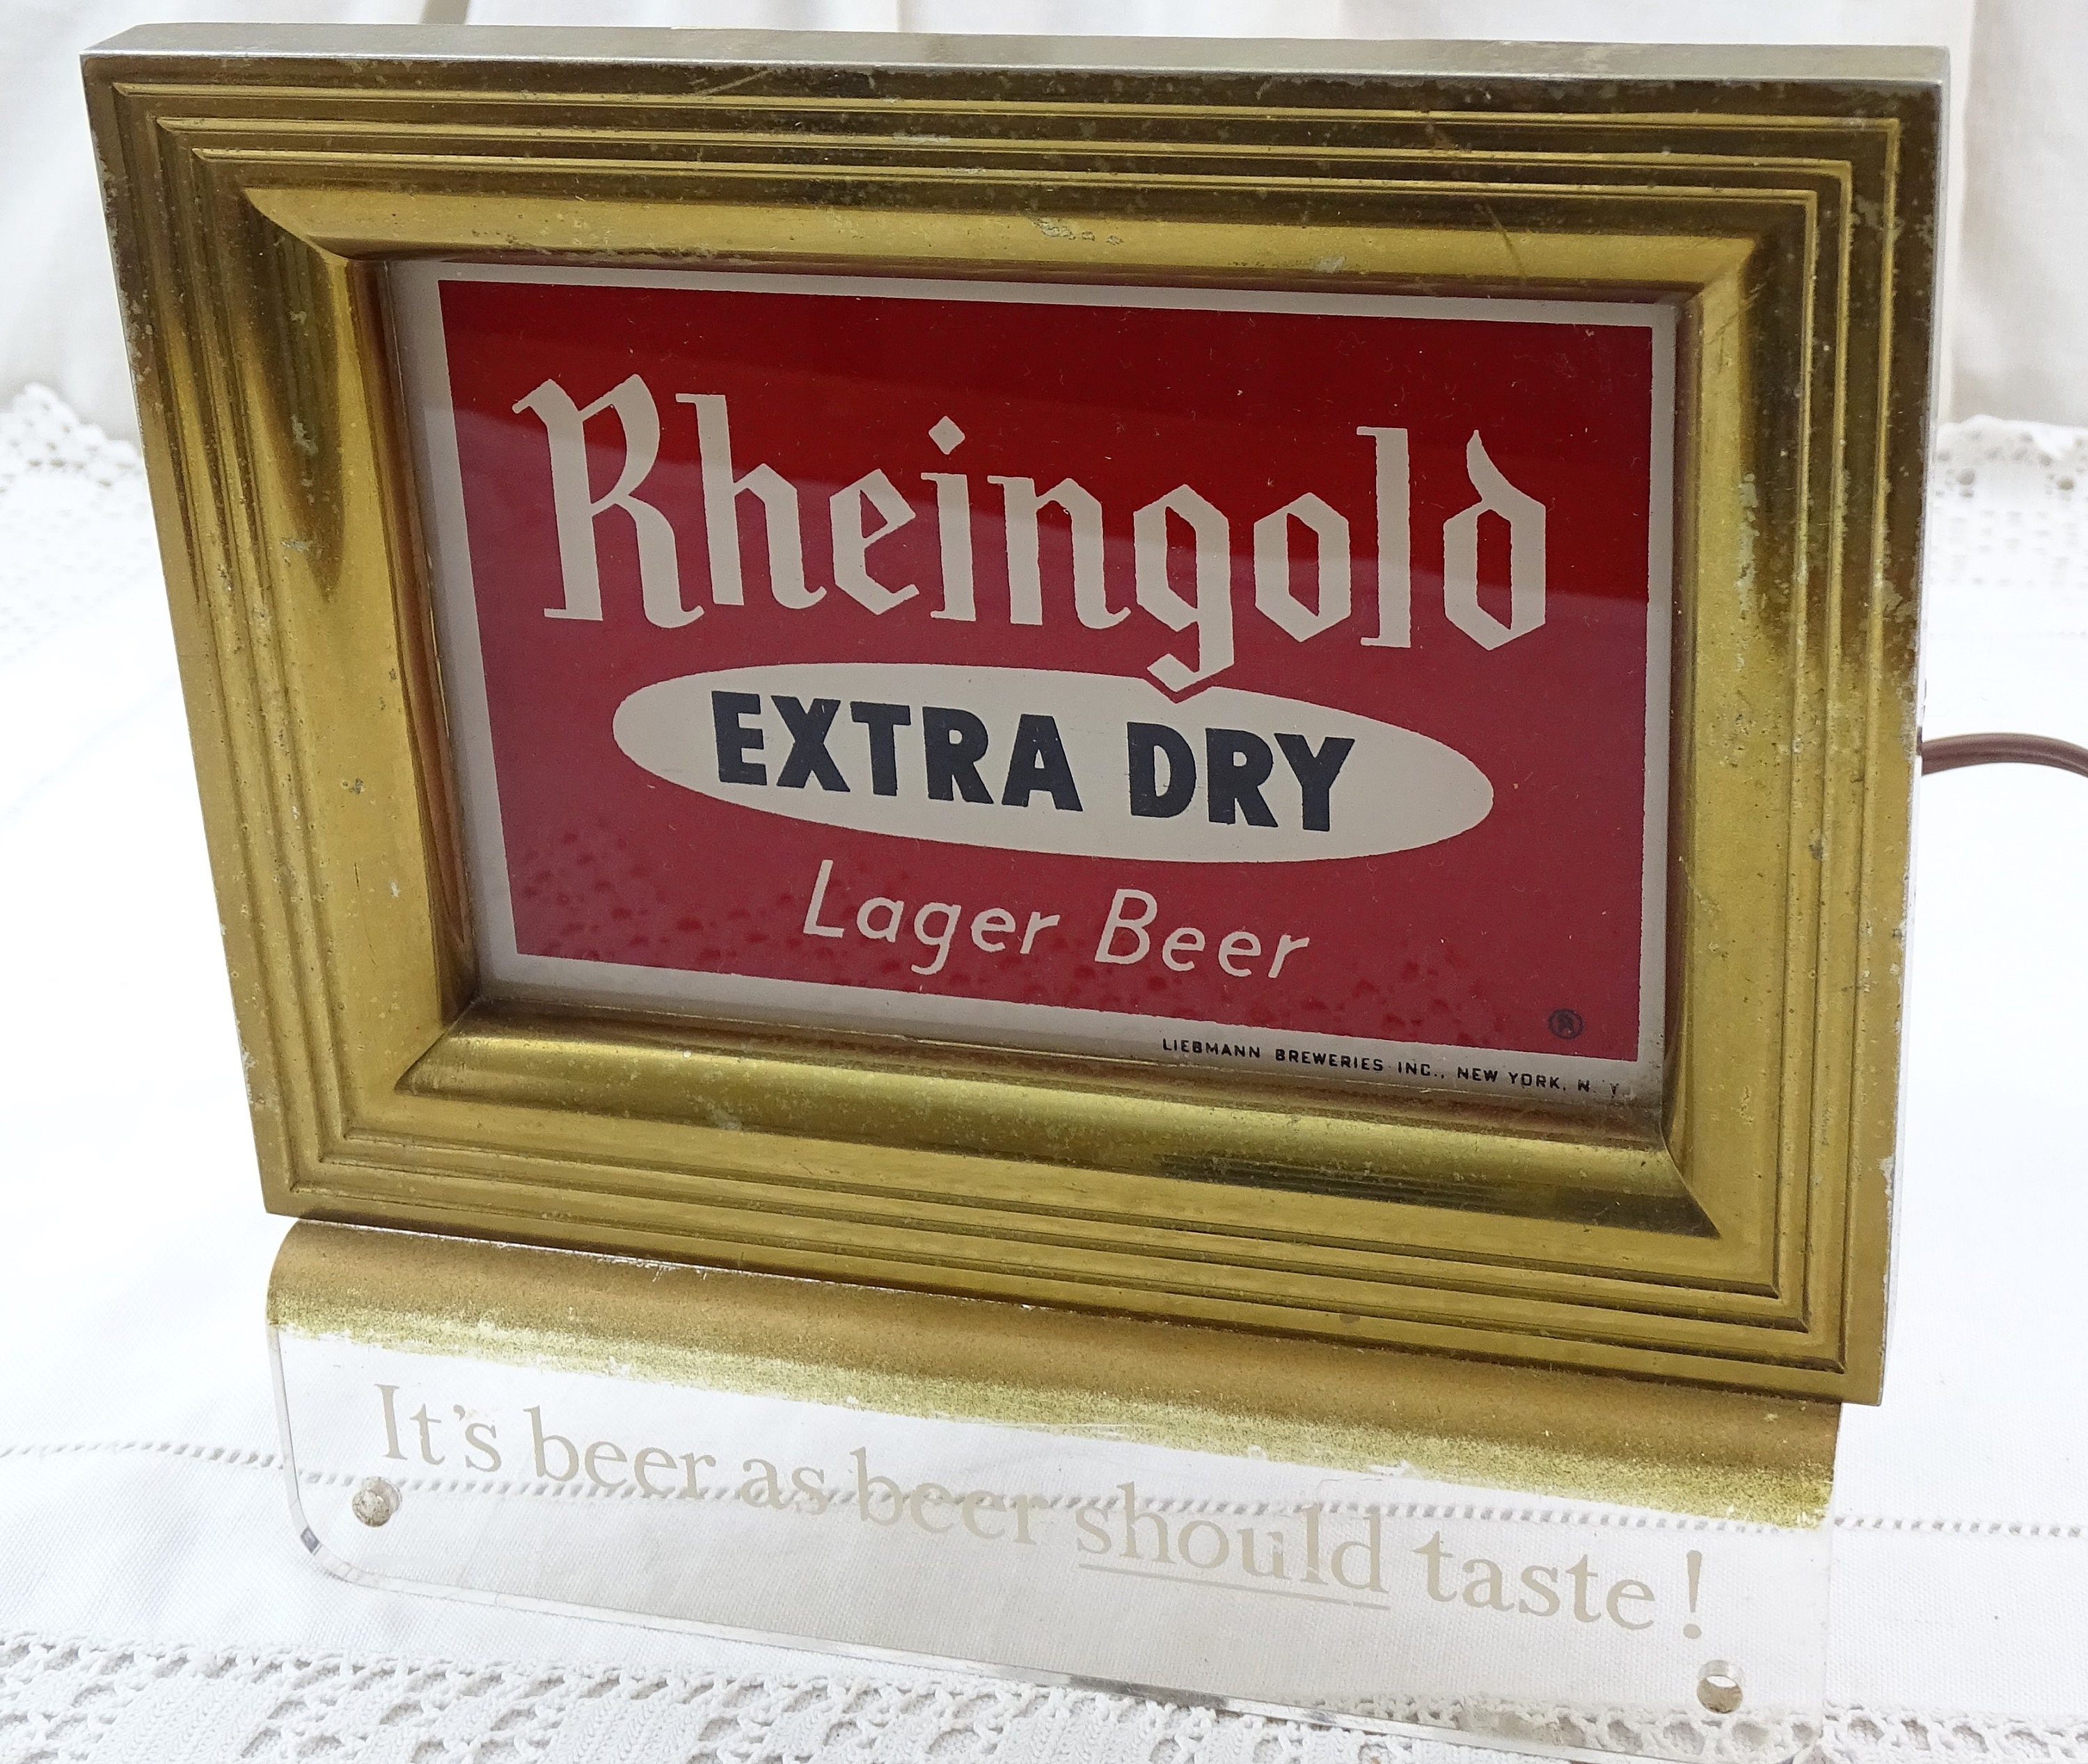 Rheingold
EXTRA DRY
Lager Beer
®
LIEBMANN BREWERIES INC., NEW YORK, N. Y.
It's beer as beer should taste!